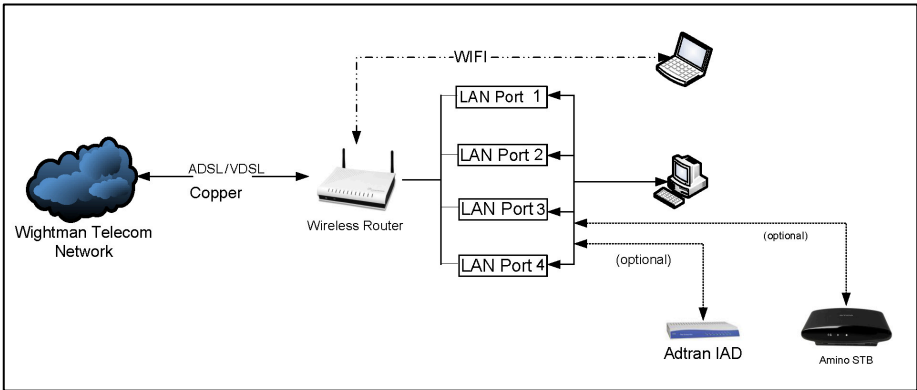 WIFI
LAN Port 1
ADSL/VDSL
Copper
LAN Port 2
Wireless Router
LAN Port 3
Wightman Telecom
Network
(optional)
(optional)
LAN Port 4
Adtran IAD
Amino STB